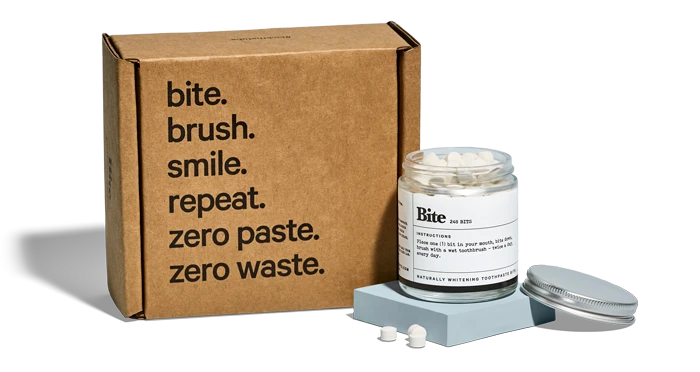 bite.
brush.
smile.
repeat.
zero paste.
zero waste.
Bite 248 BITS
INSTRUCTIONS
Place one (1) bit in your mouth, bite down,
brush with a wet toothbrush – twice a day,
every day.
NATURALLY WHITENING TOOTHPASTE